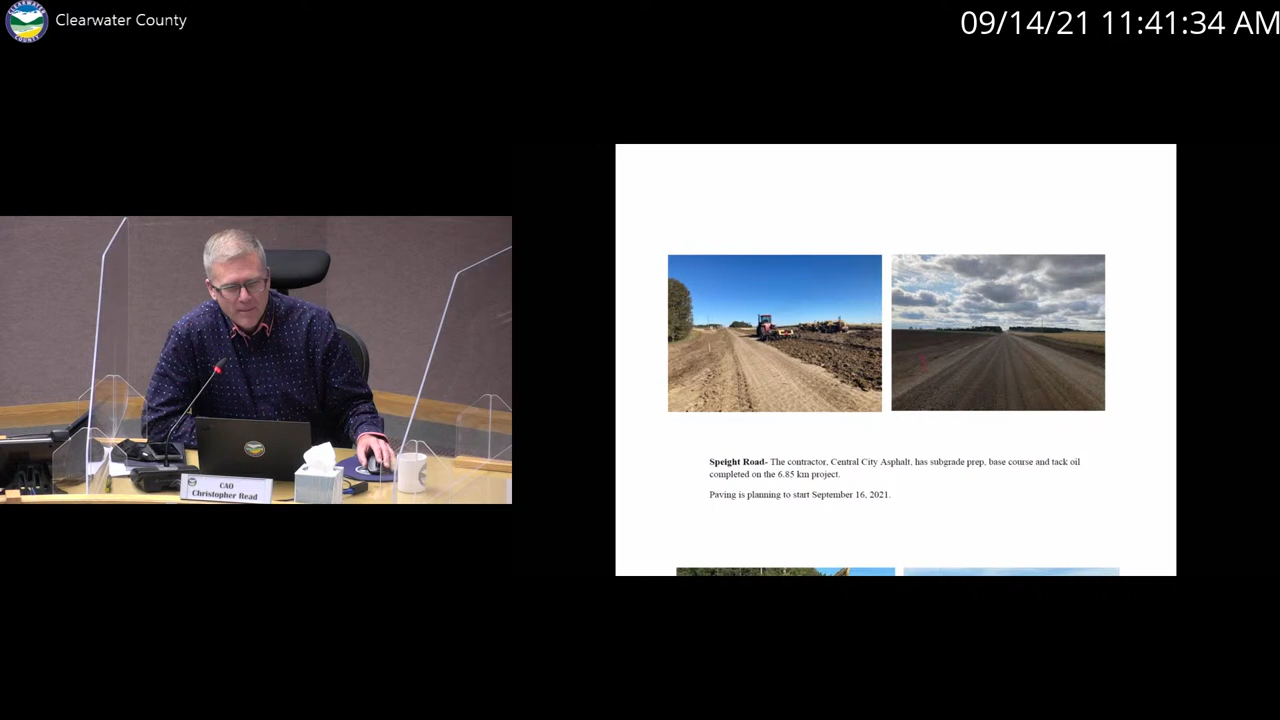 Clearwater County
09/14/21 11:41:34 AM
CLEARWATER
COUNTY
CAO
Christopher Read
Speight Road- The contractor, Central City Asphalt, has subgrade prep, base course and tack oil
completed on the 6.85 km project.
Paving is planning to start September 16, 2021.